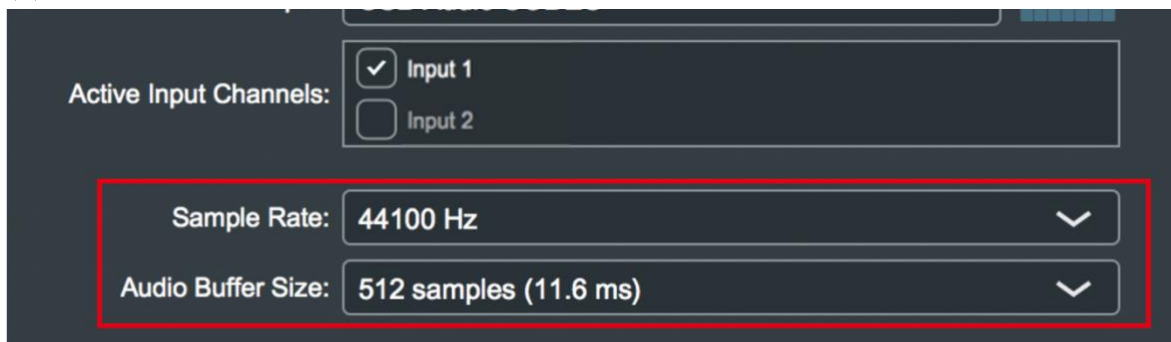 Active Input Channels:
Input 1
Input 2
Sample Rate: 44100 Hz
Audio Buffer Size: 512 samples (11.6 ms)